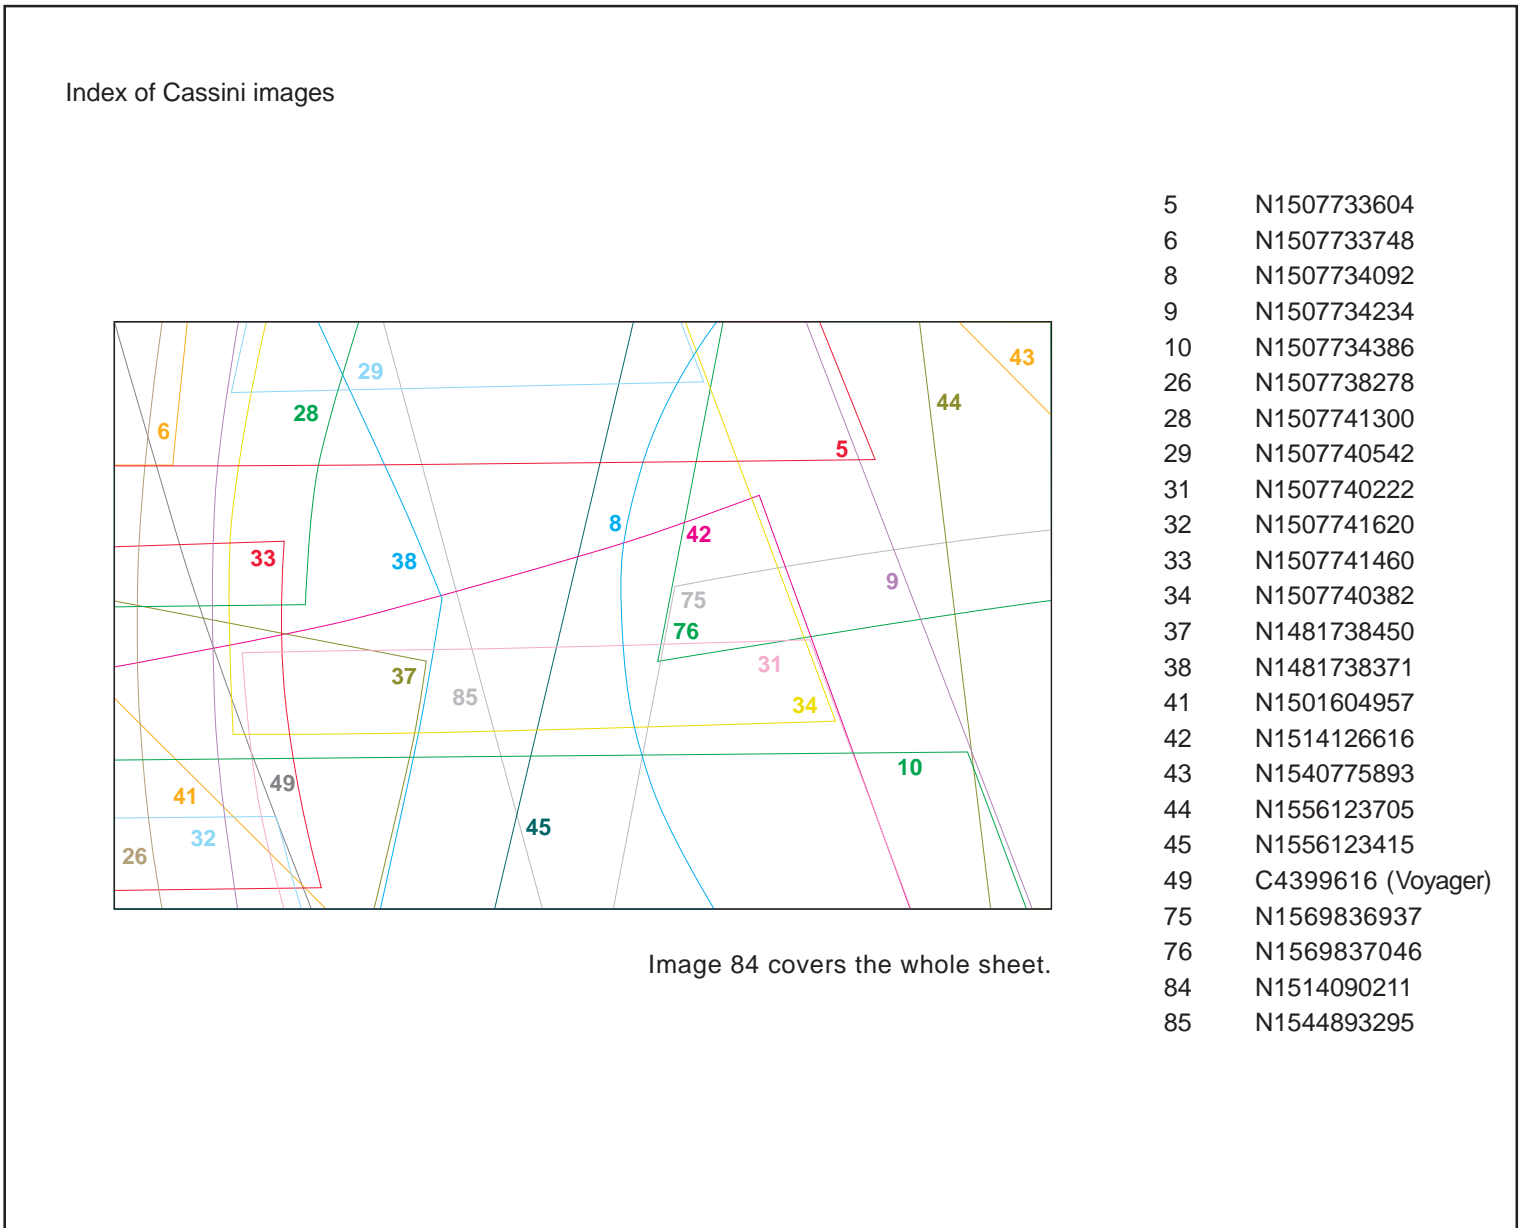 Index of Cassini images
5 N1507733604
6 N1507733748
8 N1507734092
9 N1507734234
10 N1507734386
26 N1507738278
28 N1507741300
29 N1507740542
31 N1507740222
32 N1507741620
33 N1507741460
34 N1507740382
37 N1481738450
38 N1481738371
41 N1501604957
42 N1514126616
43 N1540775893
44 N1556123705
45 N1556123415
49 C4399616 (Voyager)
75 N1569836937
76 N1569837046
84 N1514090211
85 N1544893295
43
29
44
28
6
5
8
42
33
38
9
75
76
31
37
85
34
10
49
41
45
32
26
Image 84 covers the whole sheet.